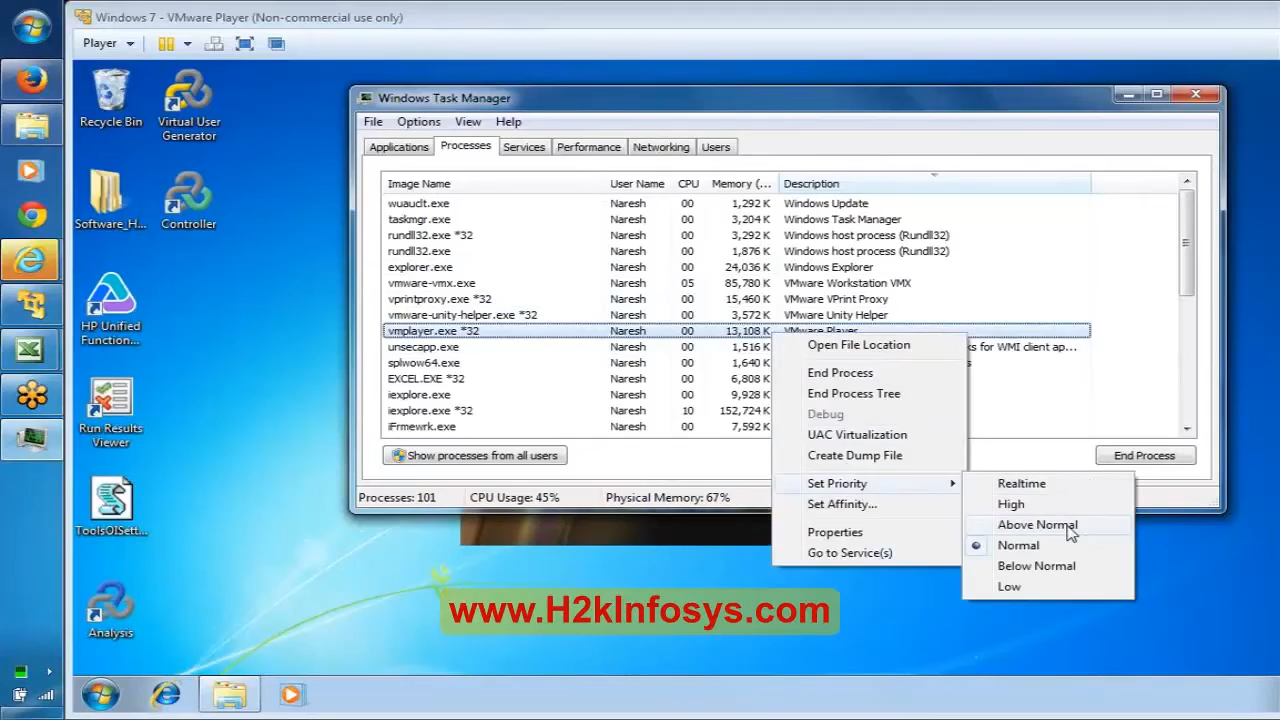 Windows 7 - VMware Player (Non-commercial use only)
Player
Recycle Bin
Virtual User Generator
Software_H...
Controller
HP Unified Function...
Run Results Viewer
ToolsOISett...
Analysis
Windows Task Manager
File Options View Help
Applications Processes Services Performance Networking Users
Image Name User Name CPU Memory (... Description
wuauclt.exe Naresh 00 1,292 K Windows Update
taskmgr.exe Naresh 00 3,204 K Windows Task Manager
rundll32.exe *32 Naresh 00 3,292 K Windows host process (Rundll32)
rundll32.exe Naresh 00 1,876 K Windows host process (Rundll32)
explorer.exe Naresh 00 24,036 K Windows Explorer
vmware-vmx.exe Naresh 05 85,780 K VMware Workstation VMX
vprintproxy.exe *32 Naresh 00 15,460 K VMware VPrint Proxy
vmware-unity-helper.exe *32 Naresh 00 3,572 K VMware Unity Helper
vmplayer.exe *32 Naresh 00 13,108 K VMware Player
unsecapp.exe Naresh 00 1,516 K ks for WMI client ap...
splwow64.exe Naresh 00 1,640 K s
EXCEL.EXE *32 Naresh 00 6,808 K
iexplore.exe Naresh 00 9,928 K
iexplore.exe *32 Naresh 10 152,724 K
iFrmewrk.exe Naresh 00 7,592 K
Show processes from all users
End Process
Processes: 101 CPU Usage: 45% Physical Memory: 67%
Open File Location
End Process
End Process Tree
Debug
UAC Virtualization
Create Dump File
Set Priority
Set Affinity...
Properties
Go to Service(s)
Realtime
High
Above Normal
Normal
Below Normal
Low
www.H2kInfosys.com